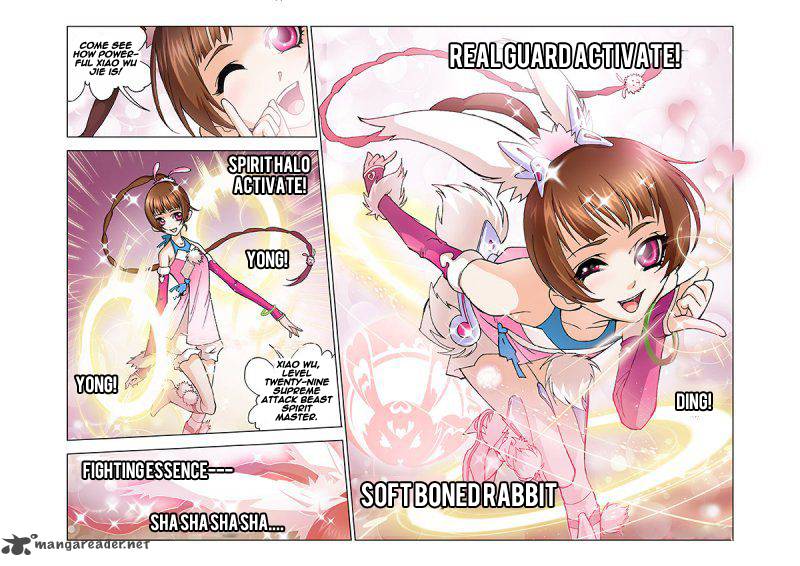 COME SEE
HOW POWER-
FUL XIAO WU
JIE IS!
SPIRIT HALO
ACTIVATE!
YONG!
YONG!
XIAO WU,
LEVEL
TWENTY-NINE
SUPREME
ATTACK BEAST
SPIRIT
MASTER.
FIGHTING ESSENCE---
SHA SHA SHA SHA....
REAL GUARD ACTIVATE!
DING!
SOFT BONED RABBIT
mangareader.net